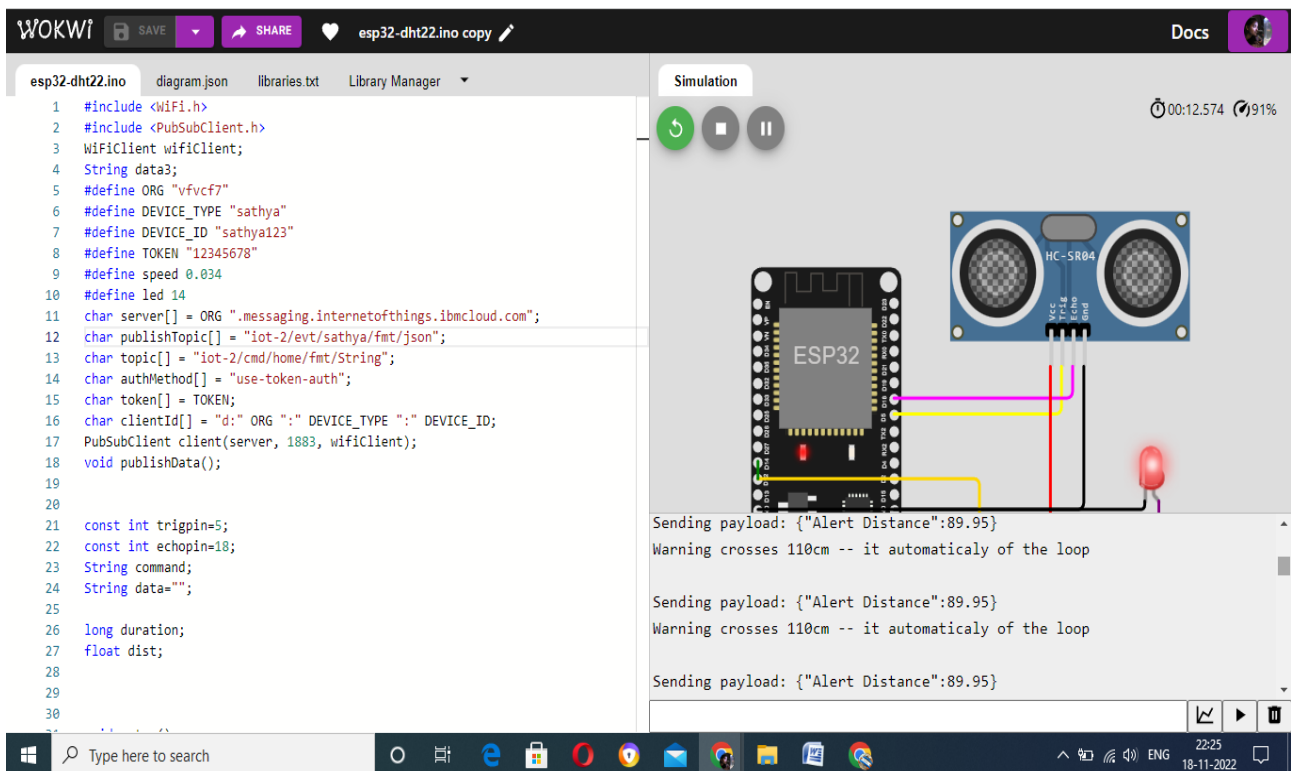 WOKWI SAVE SHARE esp32-dht22.ino copy Docs
esp32-dht22.ino diagram.json libraries.txt Library Manager
1 #include <WiFi.h>
2 #include <PubSubClient.h>
3 WiFiClient wifiClient;
4 String data3;
5 #define ORG "vfvcf7"
6 #define DEVICE_TYPE "sathya"
7 #define DEVICE_ID "sathya123"
8 #define TOKEN "12345678"
9 #define speed 0.034
10 #define led 14
11 char server[] = ORG ".messaging.internetofthings.ibmcloud.com";
12 char publishTopic[] = "iot-2/evt/sathya/fmt/json";
13 char topic[] = "iot-2/cmd/home/fmt/String";
14 char authMethod[] = "use-token-auth";
15 char token[] = TOKEN;
16 char clientId[] = "d:" ORG ":" DEVICE_TYPE ":" DEVICE_ID;
17 PubSubClient client(server, 1883, wifiClient);
18 void publishData();
19
20
21 const int trigpin=5;
22 const int echopin=18;
23 String command;
24 String data="";
25
26 long duration;
27 float dist;
28
29
30
Simulation
00:12.574 91%
HC-SR04
Vcc
Trig
Echo
Gnd
ESP32
Sending payload: {"Alert Distance":89.95}
Warning crosses 110cm -- it automaticaly of the loop
Sending payload: {"Alert Distance":89.95}
Warning crosses 110cm -- it automaticaly of the loop
Sending payload: {"Alert Distance":89.95}
Type here to search
ENG
22:25
18-11-2022